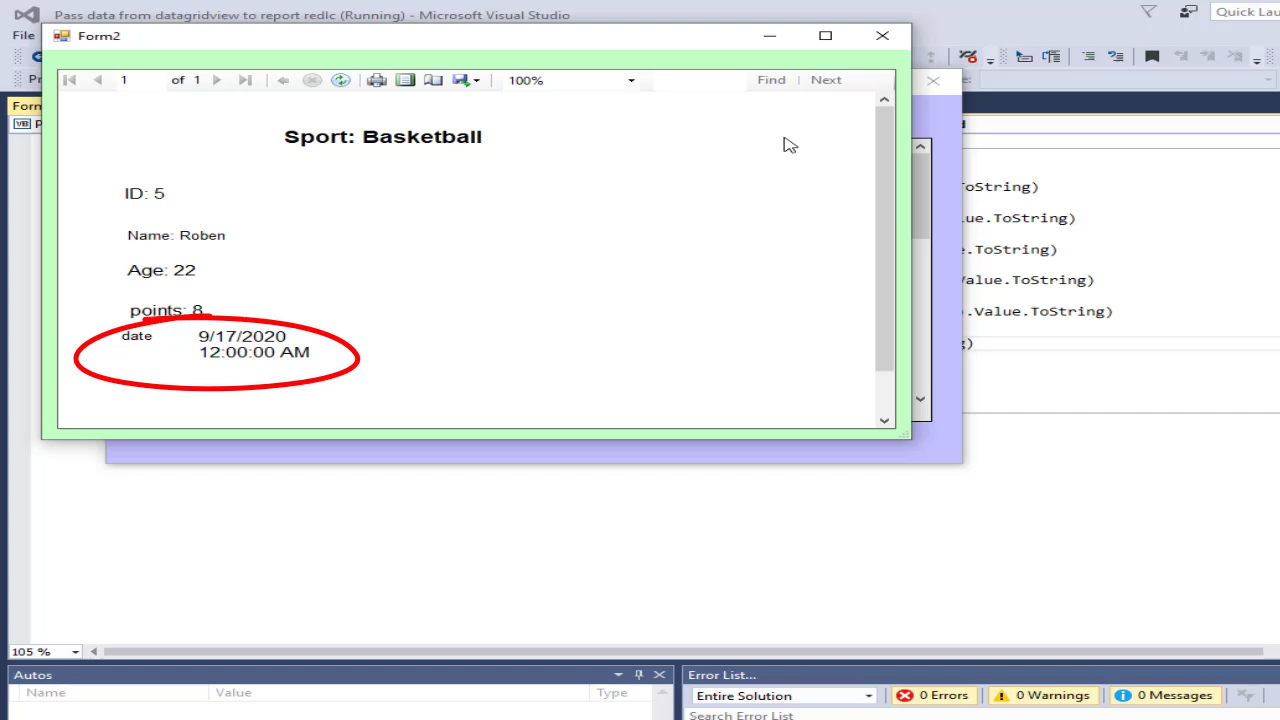 Pass data from datagridview to report redlc (Running) - Microsoft Visual Studio
Quick Lau
File
Form2
1 of 1
100%
Find
Next
Form
VB
Sport: Basketball
ID: 5
ToString)
lue.ToString)
Name: Roben
e.ToString)
Age: 22
Value.ToString)
points: 8
).Value.ToString)
date 9/17/2020
12:00:00 AM
g)
105 %
Autos
Name
Value
Type
Error List...
Entire Solution
0 Errors
0 Warnings
0 Messages
Search Error List